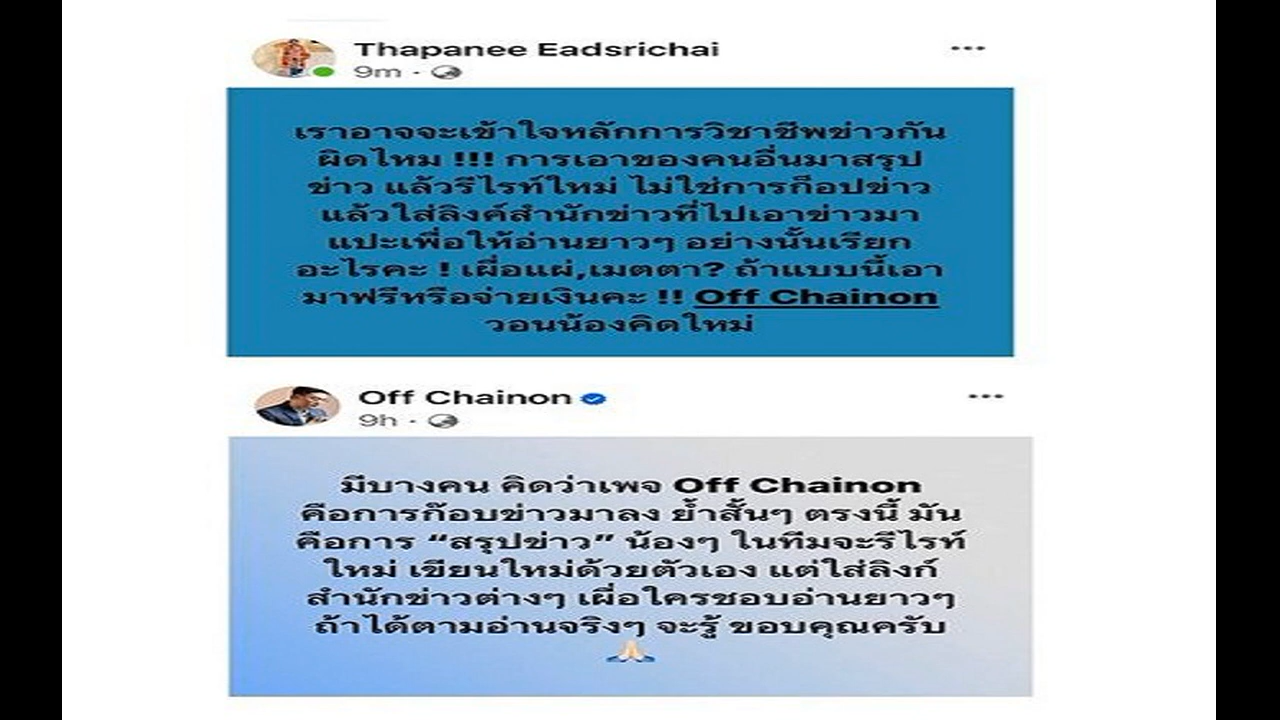 Thapanee Eadsrichai
9m ·
เราอาจจะเข้าใจหลักการวิชาชีพข่าวกัน
ผิดไหม !!! การเอาของคนอื่นมาสรุป
ข่าว แล้วรีไรท์ใหม่ ไม่ใช่การก็อปข่าว
แล้วใส่ลิงค์สำนักข่าวที่ไปเอาข่าวมา
แปะเพื่อให้อ่านยาวๆ อย่างนั้นเรียก
อะไรคะ ! เผื่อแผ่,เมตตา? ถ้าแบบนี้เอา
มาฟรีหรือจ่ายเงินคะ !! Off Chainon
วอนน้องคิดใหม่
Off Chainon
9h ·
มีบางคน คิดว่าเพจ Off Chainon
คือการก๊อบข่าวมาลง ย้ำสั้นๆ ตรงนี้ มัน
คือการ “สรุปข่าว” น้องๆ ในทีมจะรีไรท์
ใหม่ เขียนใหม่ด้วยตัวเอง แต่ใส่ลิงก์
สำนักข่าวต่างๆ เผื่อใครชอบอ่านยาวๆ
ถ้าได้ตามอ่านจริงๆ จะรู้ ขอบคุณครับ
🙏🏻